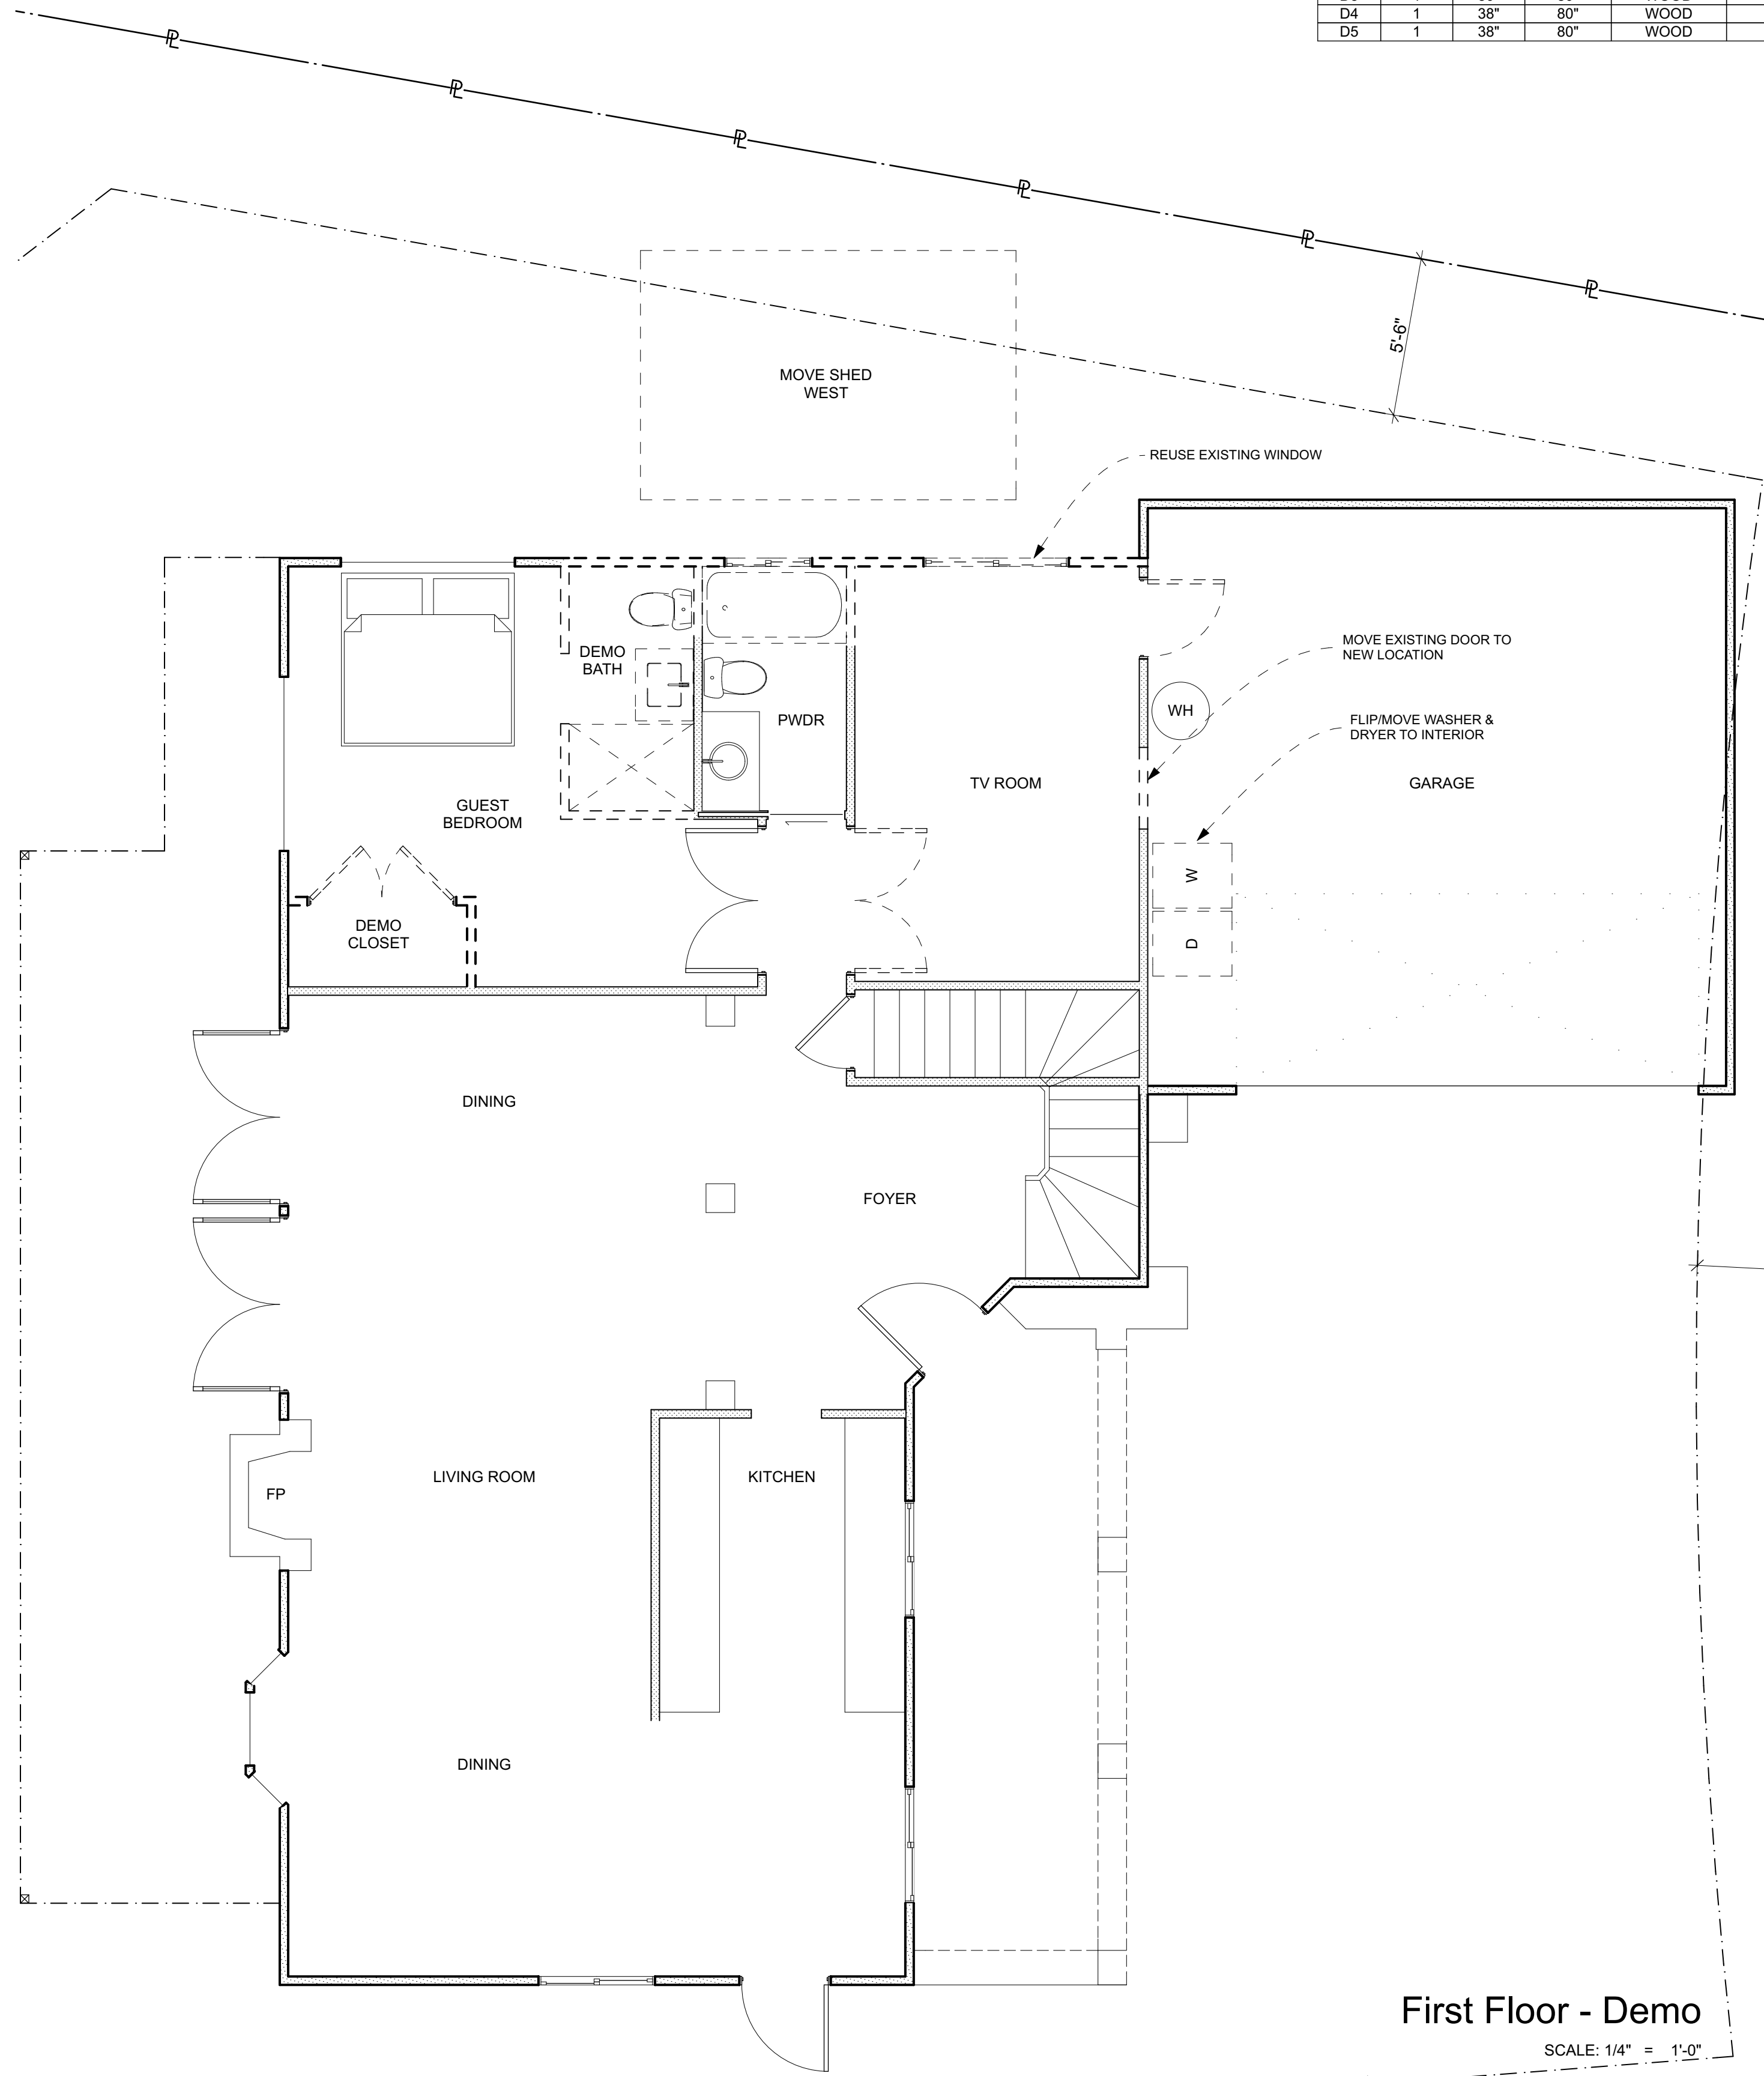 D4 1 38" 80" WOOD
D5 1 38" 80" WOOD
PL
PL
PL
PL
PL
PL
5'-6"
MOVE SHED
WEST
REUSE EXISTING WINDOW
MOVE EXISTING DOOR TO
NEW LOCATION
DEMO
BATH
WH
PWDR
FLIP/MOVE WASHER &
DRYER TO INTERIOR
TV ROOM
GARAGE
GUEST
BEDROOM
W
DEMO
CLOSET
D
DINING
FOYER
LIVING ROOM
KITCHEN
FP
DINING
First Floor - Demo
SCALE: 1/4" = 1'-0"